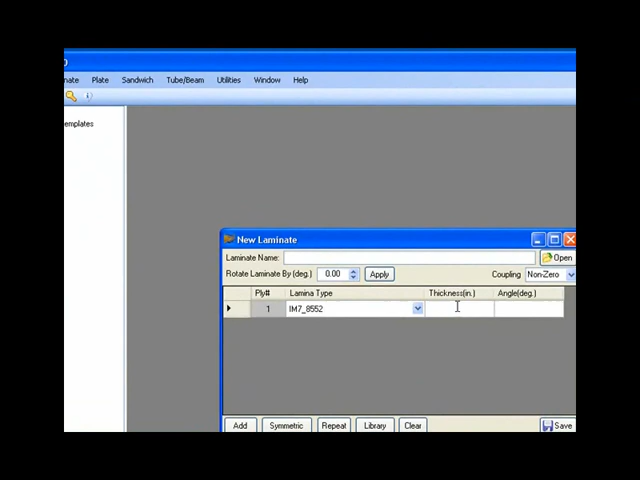 nate Plate Sandwich Tube/Beam Utilities Window Help
emplates
New Laminate
Laminate Name: Open
Rotate Laminate By (deg.) 0.00 Apply Coupling Non-Zero
Ply# Lamina Type Thickness(in.) Angle(deg.)
1 IM7_8552
Add Symmetric Repeat Library Clear Save